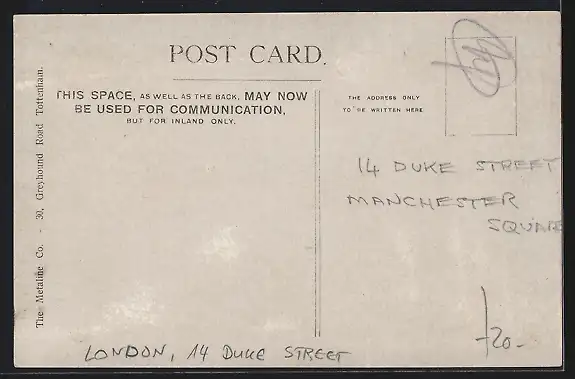 POST CARD.
THIS SPACE, AS WELL AS THE BACK, MAY NOW
BE USED FOR COMMUNICATION,
BUT FOR INLAND ONLY.
THE ADDRESS ONLY
TO BE WRITTEN HERE
14 DUKE STREET
MANCHESTER
SQUARE
The Metaline Co. - 30, Greyhound Road Tottenham.
LONDON, 14 DUKE STREET
20-